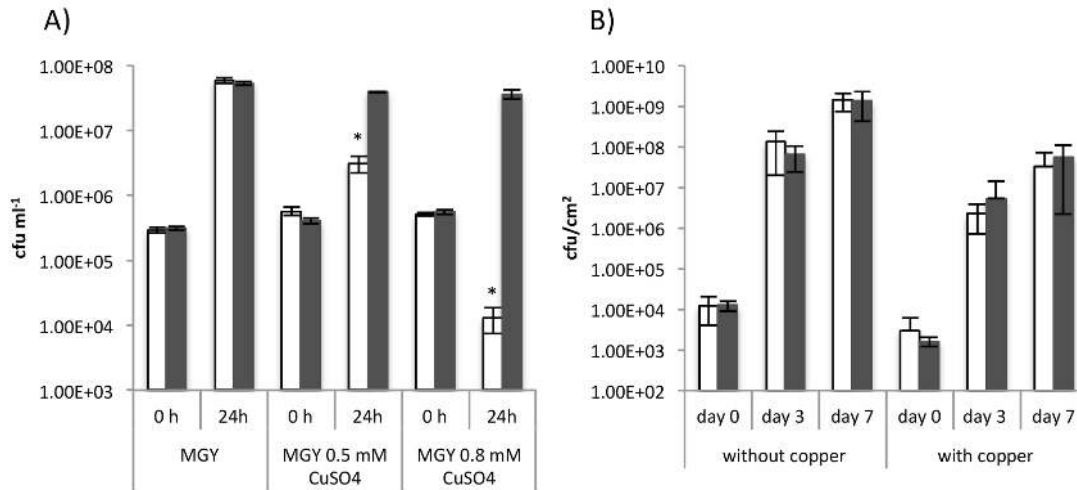 A)
1.00E+08
1.00E+07
1.00E+06
1.00E+05
1.00E+04
1.00E+03
cfu ml-1
*
*
0 h 24h 0 h 24h 0 h 24h
MGY MGY 0.5 mM MGY 0.8 mM
CuSO4 CuSO4
B)
1.00E+10
1.00E+09
1.00E+08
1.00E+07
1.00E+06
1.00E+05
1.00E+04
1.00E+03
1.00E+02
cfu/cm²
day 0 day 3 day 7 day 0 day 3 day 7
without copper with copper